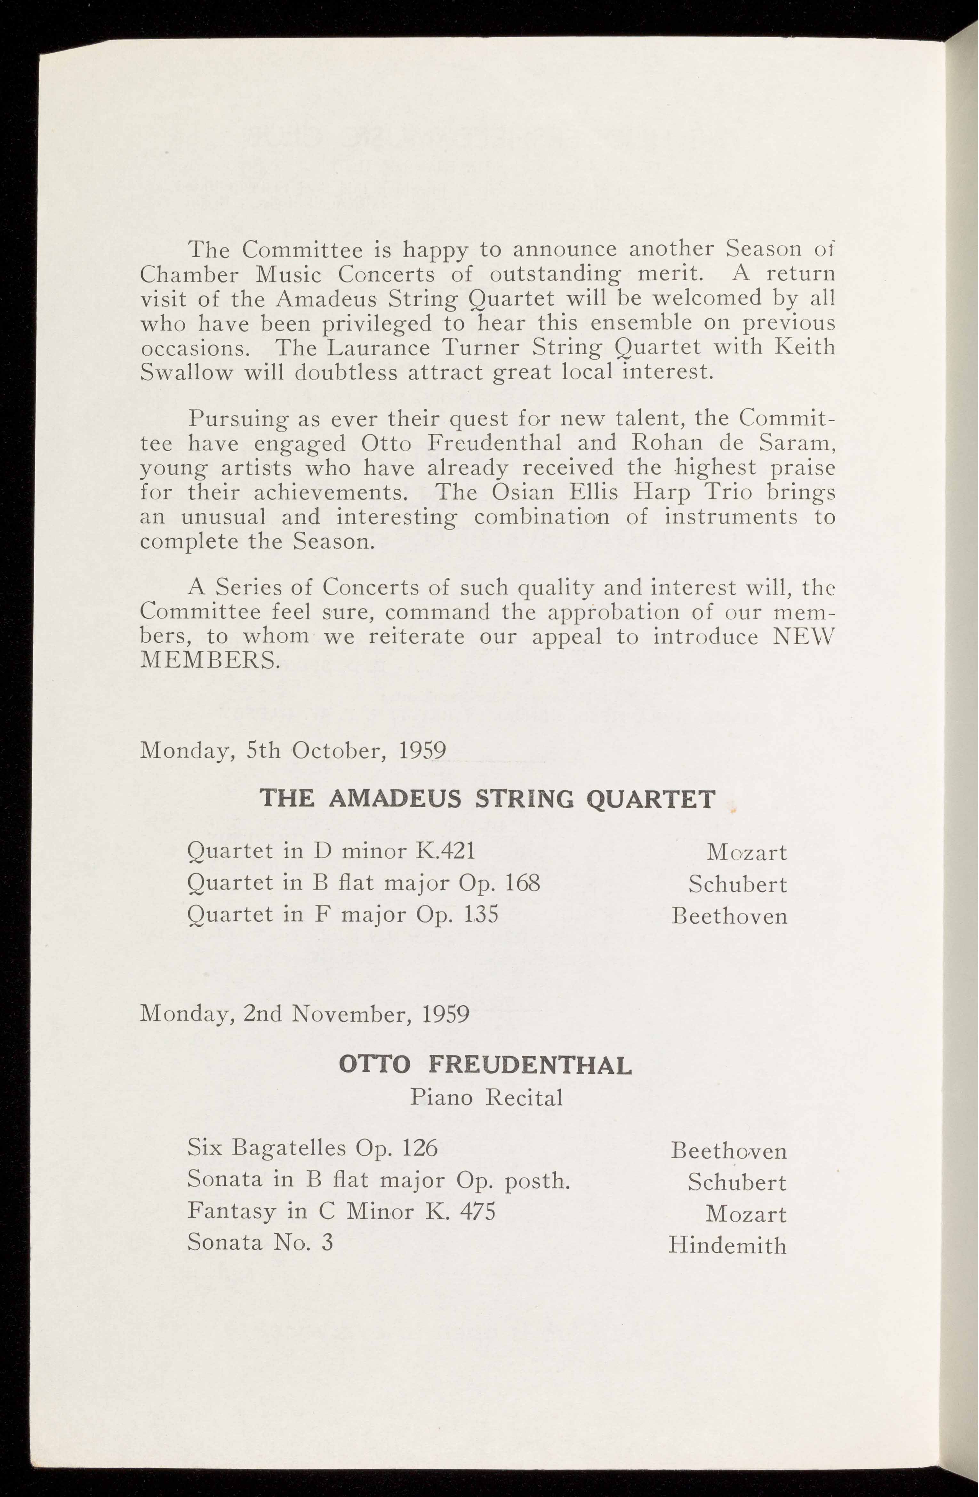 The Committee is happy to announce another Season of
Chamber Music Concerts of outstanding merit. A return
visit of the Amadeus String Quartet will be welcomed by all
who have been privileged to hear this ensemble on previous
occasions. The Laurance Turner String Quartet with Keith
Swallow will doubtless attract great local interest.
Pursuing as ever their quest for new talent, the Commit-
tee have engaged Otto Freudenthal and Rohan de Saram,
young artists who have already received the highest praise
for their achievements. The Osian Ellis Harp Trio brings
an unusual and interesting combination of instruments to
complete the Season.
A Series of Concerts of such quality and interest will, the
Committee feel sure, command the approbation of our mem-
bers, to whom we reiterate our appeal to introduce NEW
MEMBERS.
Monday, 5th October, 1959
THE AMADEUS STRING QUARTET
Quartet in D minor K.421 Mozart
Quartet in B flat major Op. 168 Schubert
Quartet in F major Op. 135 Beethoven
Monday, 2nd November, 1959
OTTO FREUDENTHAL
Piano Recital
Six Bagatelles Op. 126 Beethoven
Sonata in B flat major Op. posth. Schubert
Fantasy in C Minor K. 475 Mozart
Sonata No. 3 Hindemith